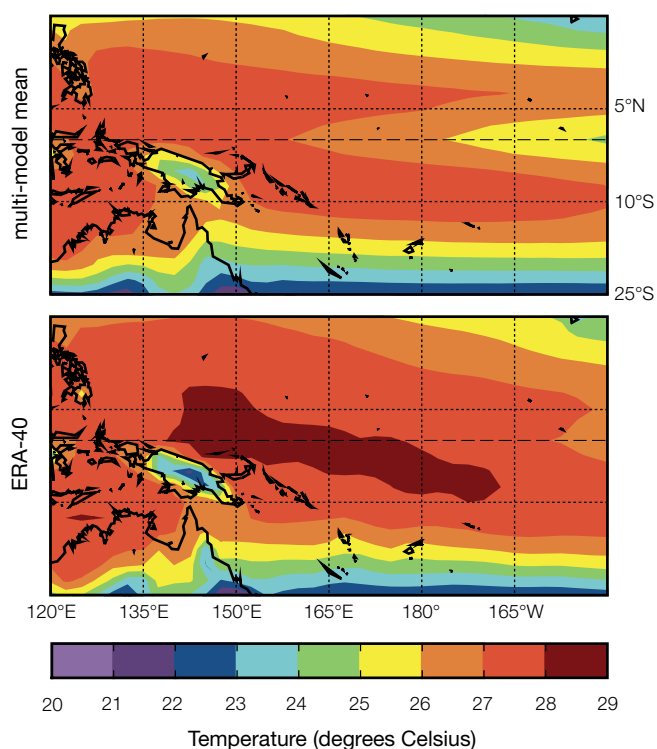 multi-model mean
5°N
10°S
25°S
ERA-40
120°E 135°E 150°E 165°E 180° 165°W
20 21 22 23 24 25 26 27 28 29
Temperature (degrees Celsius)